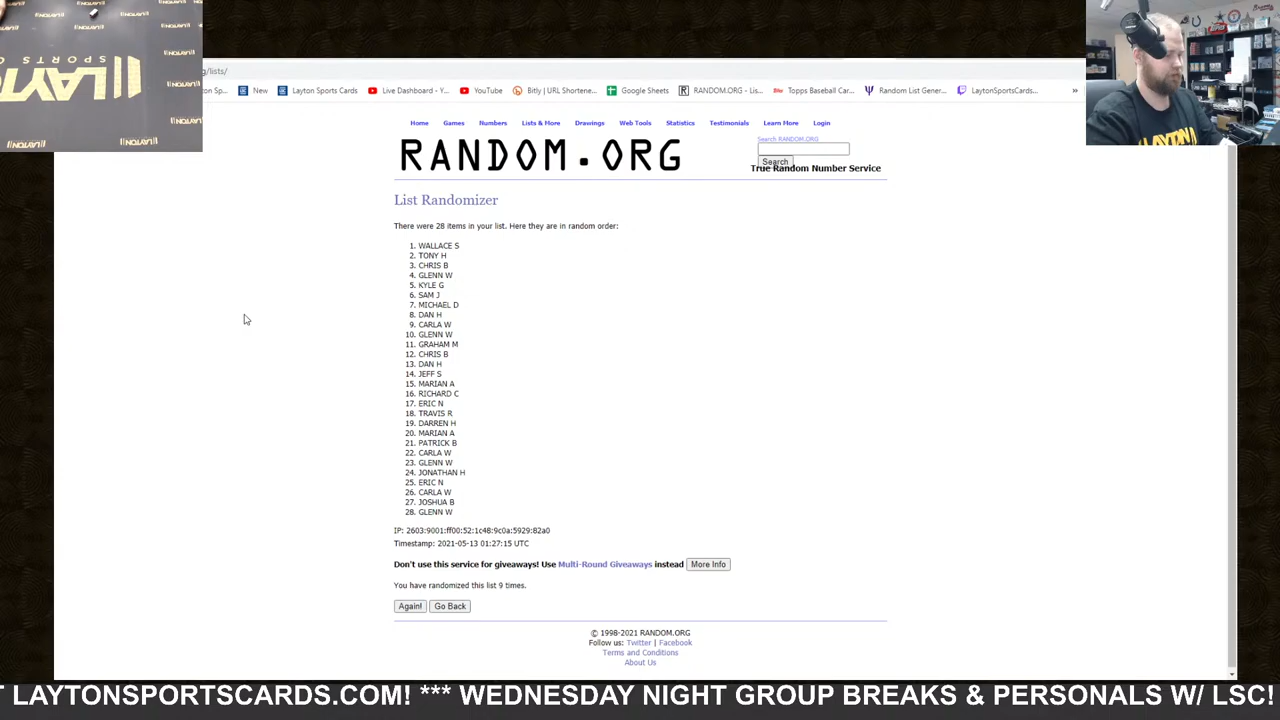 LAYTON
SPORTS C
g/lists/
ton Sp...
New
Layton Sports Cards
Live Dashboard - Y...
YouTube
Bitly | URL Shortene...
Google Sheets
RANDOM.ORG - Lis...
Topps Baseball Car...
Random List Gener...
LaytonSportsCards...
»
Home
Games
Numbers
Lists & More
Drawings
Web Tools
Statistics
Testimonials
Learn More
Login
RANDOM.ORG
Search RANDOM.ORG
Search
True Random Number Service
List Randomizer
There were 28 items in your list. Here they are in random order:
1. WALLACE S
2. TONY H
3. CHRIS B
4. GLENN W
5. KYLE G
6. SAM J
7. MICHAEL D
8. DAN H
9. CARLA W
10. GLENN W
11. GRAHAM M
12. CHRIS B
13. DAN H
14. JEFF S
15. MARIAN A
16. RICHARD C
17. ERIC N
18. TRAVIS R
19. DARREN H
20. MARIAN A
21. PATRICK B
22. CARLA W
23. GLENN W
24. JONATHAN H
25. ERIC N
26. CARLA W
27. JOSHUA B
28. GLENN W
IP: 2603:9001:ff00:52:1c48:9c0a:5929:82a0
Timestamp: 2021-05-13 01:27:15 UTC
Don't use this service for giveaways! Use Multi-Round Giveaways instead More Info
You have randomized this list 9 times.
Again! Go Back
© 1998-2021 RANDOM.ORG
Follow us: Twitter | Facebook
Terms and Conditions
About Us
T LAYTONSPORTSCARDS.COM! *** WEDNESDAY NIGHT GROUP BREAKS & PERSONALS W/ LSC!